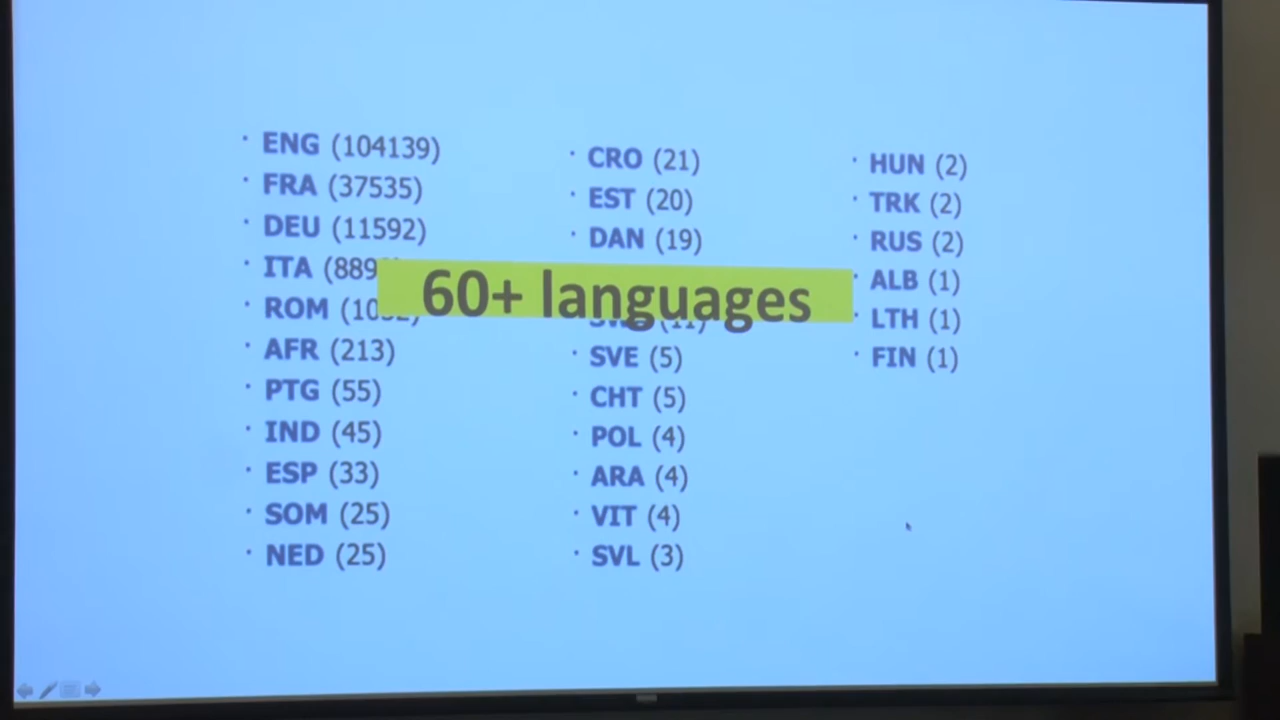 ENG (104139)
FRA (37535)
DEU (11592)
ITA
ROM
AFR (213)
PTG (55)
IND (45)
ESP (33)
SOM (25)
NED (25)
CRO (21)
EST (20)
DAN (19)
60+ languages
SVE (5)
CHT (5)
POL (4)
ARA (4)
VIT (4)
SVL (3)
HUN (2)
TRK (2)
RUS (2)
ALB (1)
LTH (1)
FIN (1)